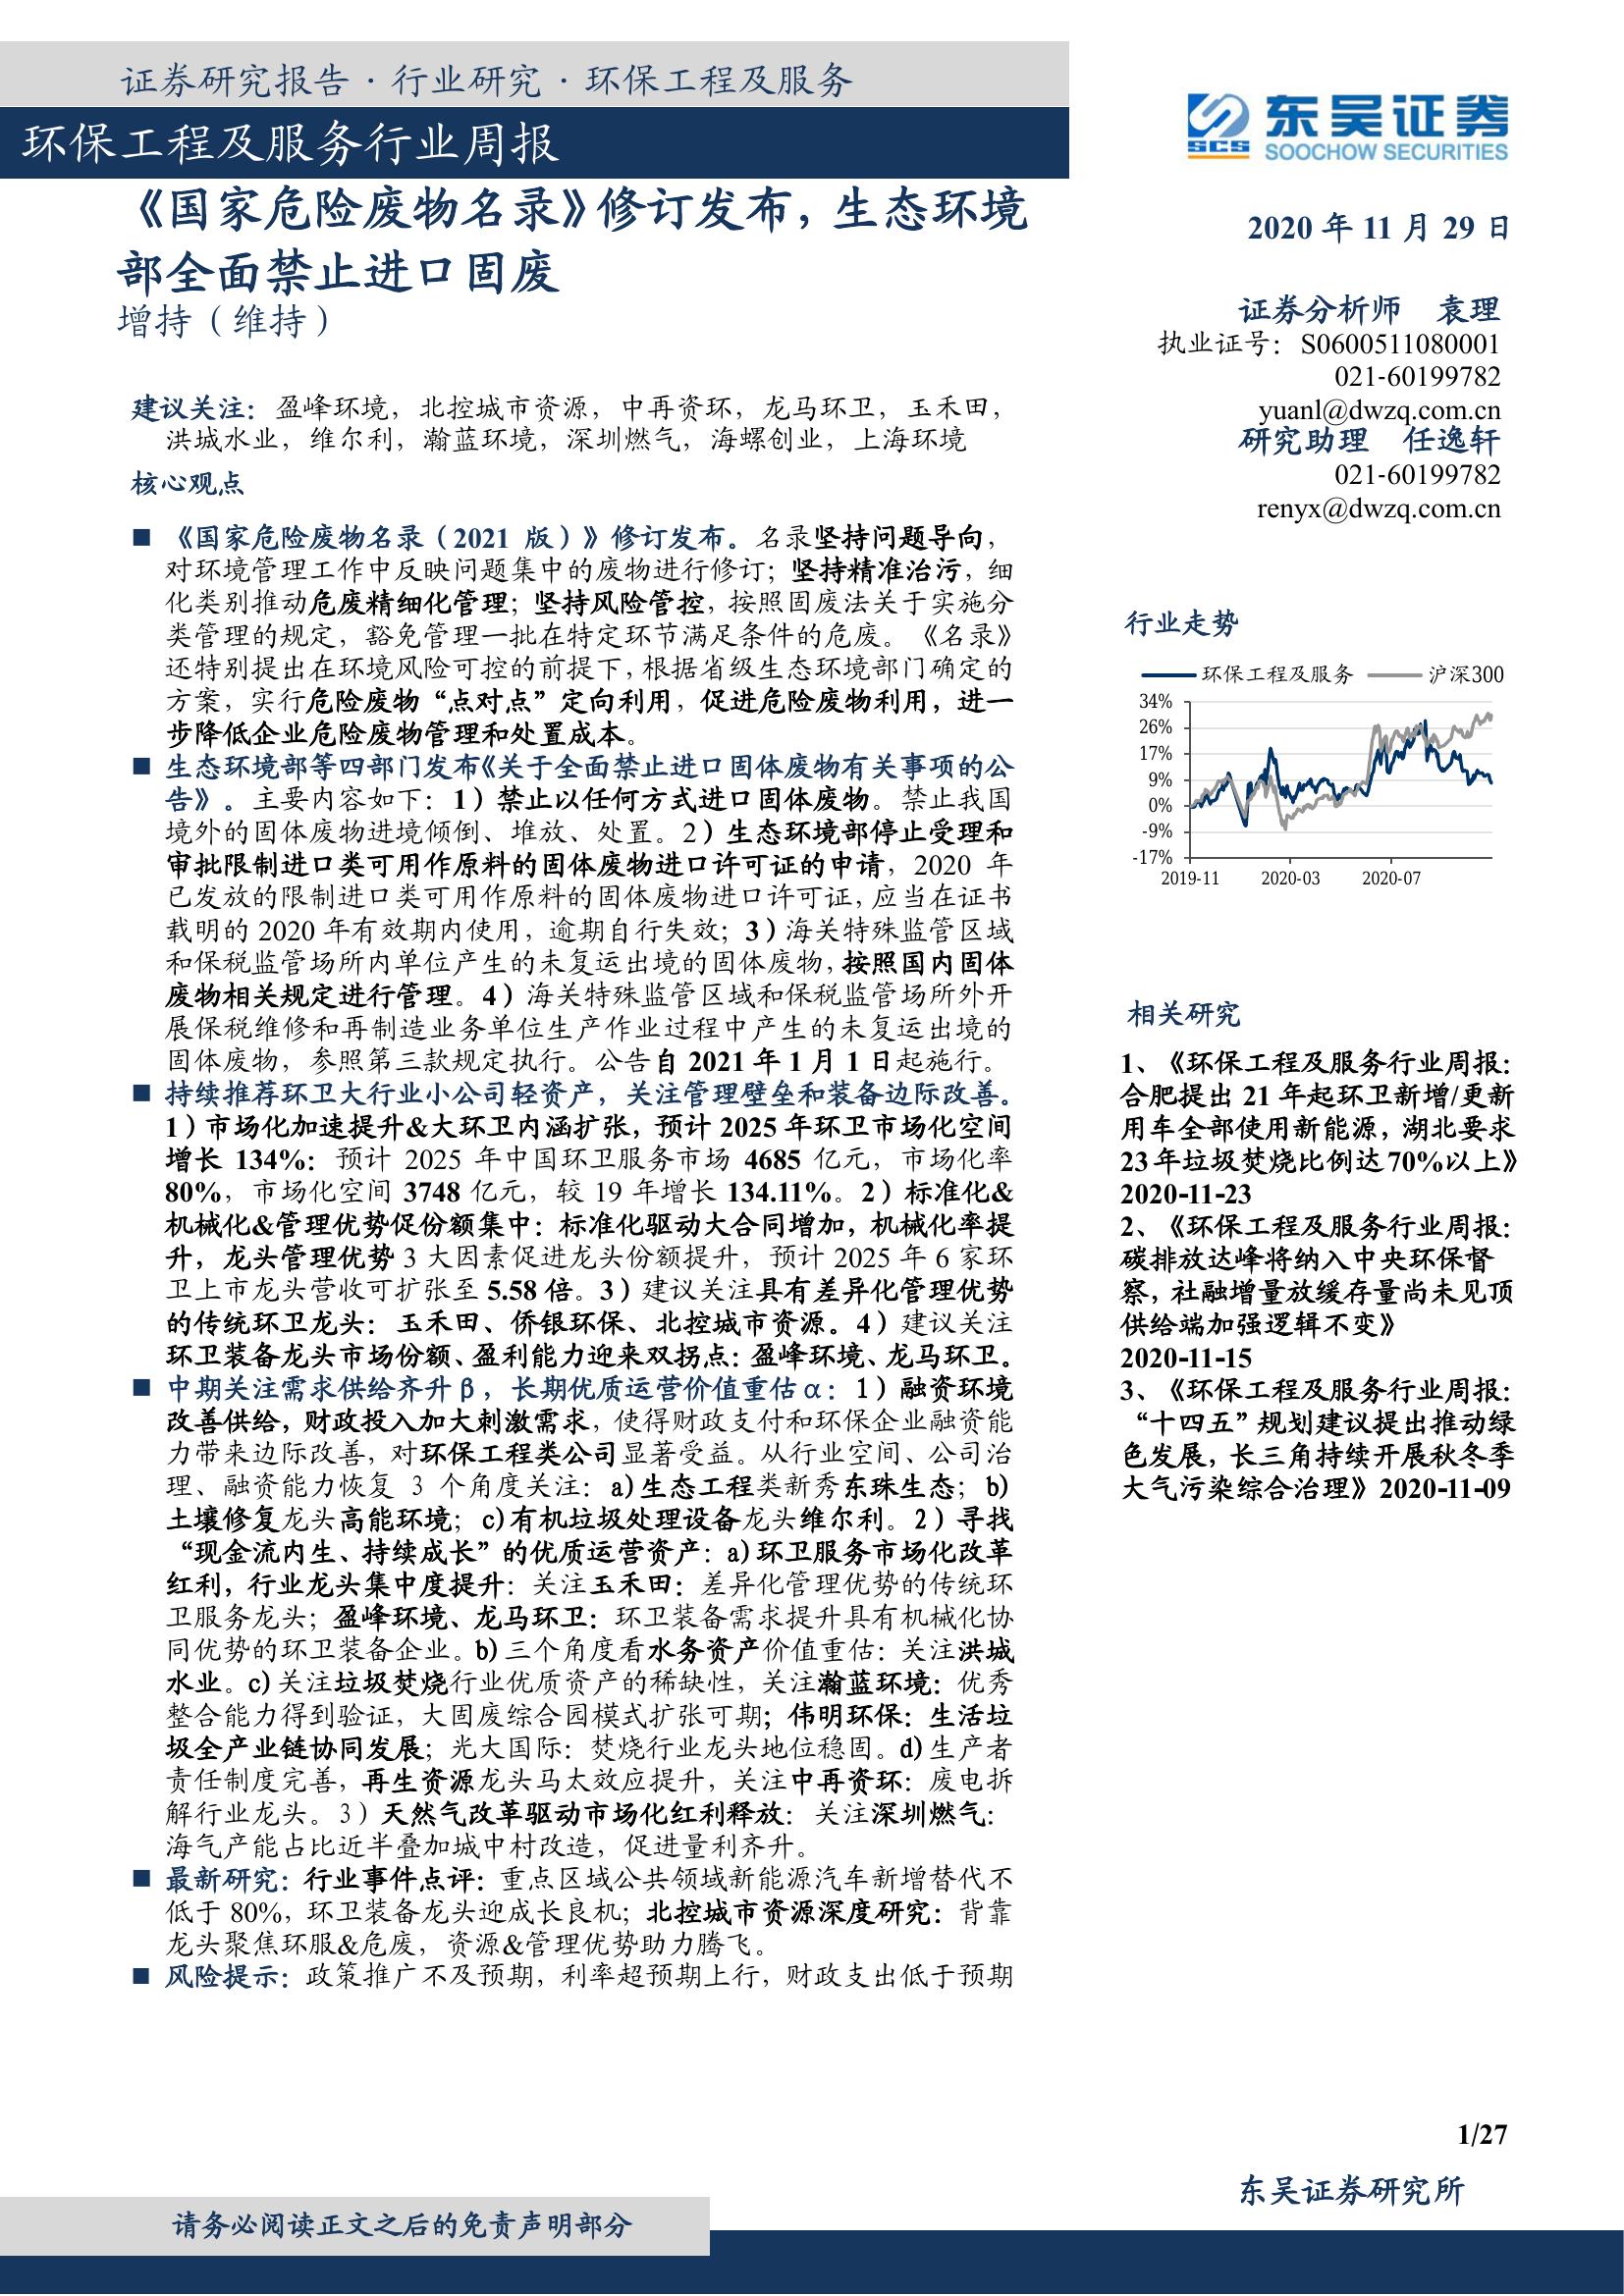 证券研究报告 · 行业研究 · 环保工程及服务
环保工程及服务行业周报
《国家危险废物名录》修订发布，生态环境
部全面禁止进口固废
增持（维持）
建议关注：盈峰环境，北控城市资源，中再资环，龙马环卫，玉禾田，
洪城水业，维尔利，瀚蓝环境，深圳燃气，海螺创业，上海环境
核心观点
■ 《国家危险废物名录（2021 版）》修订发布。名录坚持问题导向，
对环境管理工作中反映问题集中的废物进行修订；坚持精准治污，细
化类别推动危废精细化管理；坚持风险管控，按照固废法关于实施分
类管理的规定，豁免管理一批在特定环节满足条件的危废。《名录》
还特别提出在环境风险可控的前提下，根据省级生态环境部门确定的
方案，实行危险废物“点对点”定向利用，促进危险废物利用，进一
步降低企业危险废物管理和处置成本。
■ 生态环境部等四部门发布《关于全面禁止进口固体废物有关事项的公
告》。主要内容如下：1）禁止以任何方式进口固体废物。禁止我国
境外的固体废物进境倾倒、堆放、处置。2）生态环境部停止受理和
审批限制进口类可用作原料的固体废物进口许可证的申请，2020 年
已发放的限制进口类可用作原料的固体废物进口许可证，应当在证书
载明的 2020 年有效期内使用，逾期自行失效；3）海关特殊监管区域
和保税监管场所内单位产生的未复运出境的固体废物，按照国内固体
废物相关规定进行管理。4）海关特殊监管区域和保税监管场所外开
展保税维修和再制造业务单位生产作业过程中产生的未复运出境的
固体废物，参照第三款规定执行。公告自 2021 年 1 月 1 日起施行。
■ 持续推荐环卫大行业小公司轻资产，关注管理壁垒和装备边际改善。
1）市场化加速提升&大环卫内涵扩张，预计 2025 年环卫市场化空间
增长 134%：预计 2025 年中国环卫服务市场 4685 亿元，市场化率
80%，市场化空间 3748 亿元，较 19 年增长 134.11%。2）标准化&
机械化&管理优势促份额集中：标准化驱动大合同增加，机械化率提
升，龙头管理优势 3 大因素促进龙头份额提升，预计 2025 年 6 家环
卫上市龙头营收可扩张至 5.58 倍。3）建议关注具有差异化管理优势
的传统环卫龙头：玉禾田、侨银环保、北控城市资源。4）建议关注
环卫装备龙头市场份额、盈利能力迎来双拐点：盈峰环境、龙马环卫。
■ 中期关注需求供给齐升β，长期优质运营价值重估α：1）融资环境
改善供给，财政投入加大刺激需求，使得财政支付和环保企业融资能
力带来边际改善，对环保工程类公司显著受益。从行业空间、公司治
理、融资能力恢复 3 个角度关注：a)生态工程类新秀东珠生态；b)
土壤修复龙头高能环境；c)有机垃圾处理设备龙头维尔利。2）寻找
“现金流内生、持续成长”的优质运营资产：a)环卫服务市场化改革
红利，行业龙头集中度提升：关注玉禾田：差异化管理优势的传统环
卫服务龙头；盈峰环境、龙马环卫：环卫装备需求提升具有机械化协
同优势的环卫装备企业。b)三个角度看水务资产价值重估：关注洪城
水业。c)关注垃圾焚烧行业优质资产的稀缺性，关注瀚蓝环境：优秀
整合能力得到验证，大固废综合园模式扩张可期；伟明环保：生活垃
圾全产业链协同发展；光大国际：焚烧行业龙头地位稳固。d)生产者
责任制度完善，再生资源龙头马太效应提升，关注中再资环：废电拆
解行业龙头。3）天然气改革驱动市场化红利释放：关注深圳燃气：
海气产能占比近半叠加城中村改造，促进量利齐升。
■ 最新研究：行业事件点评：重点区域公共领域新能源汽车新增替代不
低于 80%，环卫装备龙头迎成长良机；北控城市资源深度研究：背靠
龙头聚焦环服&危废，资源&管理优势助力腾飞。
■ 风险提示：政策推广不及预期，利率超预期上行，财政支出低于预期
SCS 东吴证券
SOOCHOW SECURITIES
2020 年 11 月 29 日
证券分析师 袁理
执业证号：S0600511080001
021-60199782
yuanl@dwzq.com.cn
研究助理 任逸轩
021-60199782
renyx@dwzq.com.cn
行业走势
环保工程及服务 沪深300
34%
26%
17%
9%
0%
-9%
-17%
2019-11 2020-03 2020-07
相关研究
1、《环保工程及服务行业周报：
合肥提出 21 年起环卫新增/更新
用车全部使用新能源，湖北要求
23 年垃圾焚烧比例达 70%以上》
2020-11-23
2、《环保工程及服务行业周报：
碳排放达峰将纳入中央环保督
察，社融增量放缓存量尚未见顶
供给端加强逻辑不变》
2020-11-15
3、《环保工程及服务行业周报：
“十四五”规划建议提出推动绿
色发展，长三角持续开展秋冬季
大气污染综合治理》2020-11-09
1/27
东吴证券研究所
请务必阅读正文之后的免责声明部分